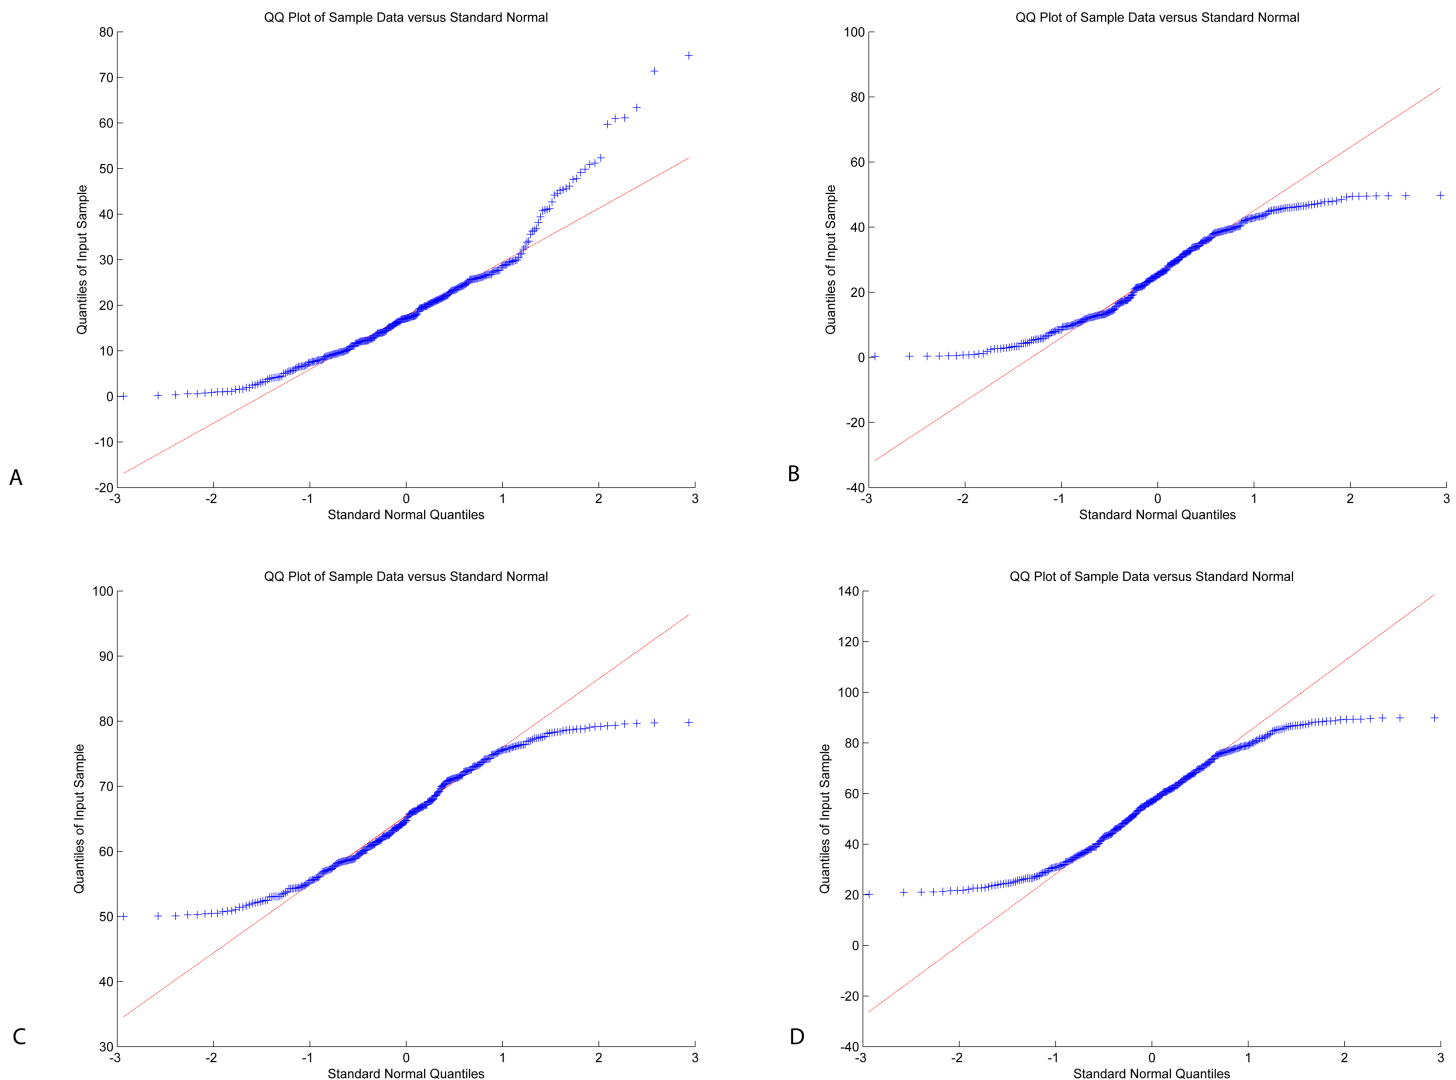 QQ Plot of Sample Data versus Standard Normal
80
70
60
50
40
30
20
10
0
-10
-20
Quantiles of Input Sample
-3 -2 -1 0 1 2 3
Standard Normal Quantiles
A
QQ Plot of Sample Data versus Standard Normal
100
80
60
40
20
0
-20
-40
Quantiles of Input Sample
-3 -2 -1 0 1 2 3
Standard Normal Quantiles
B
QQ Plot of Sample Data versus Standard Normal
100
90
80
70
60
50
40
30
Quantiles of Input Sample
-3 -2 -1 0 1 2 3
Standard Normal Quantiles
C
QQ Plot of Sample Data versus Standard Normal
140
120
100
80
60
40
20
0
-20
-40
Quantiles of Input Sample
-3 -2 -1 0 1 2 3
Standard Normal Quantiles
D